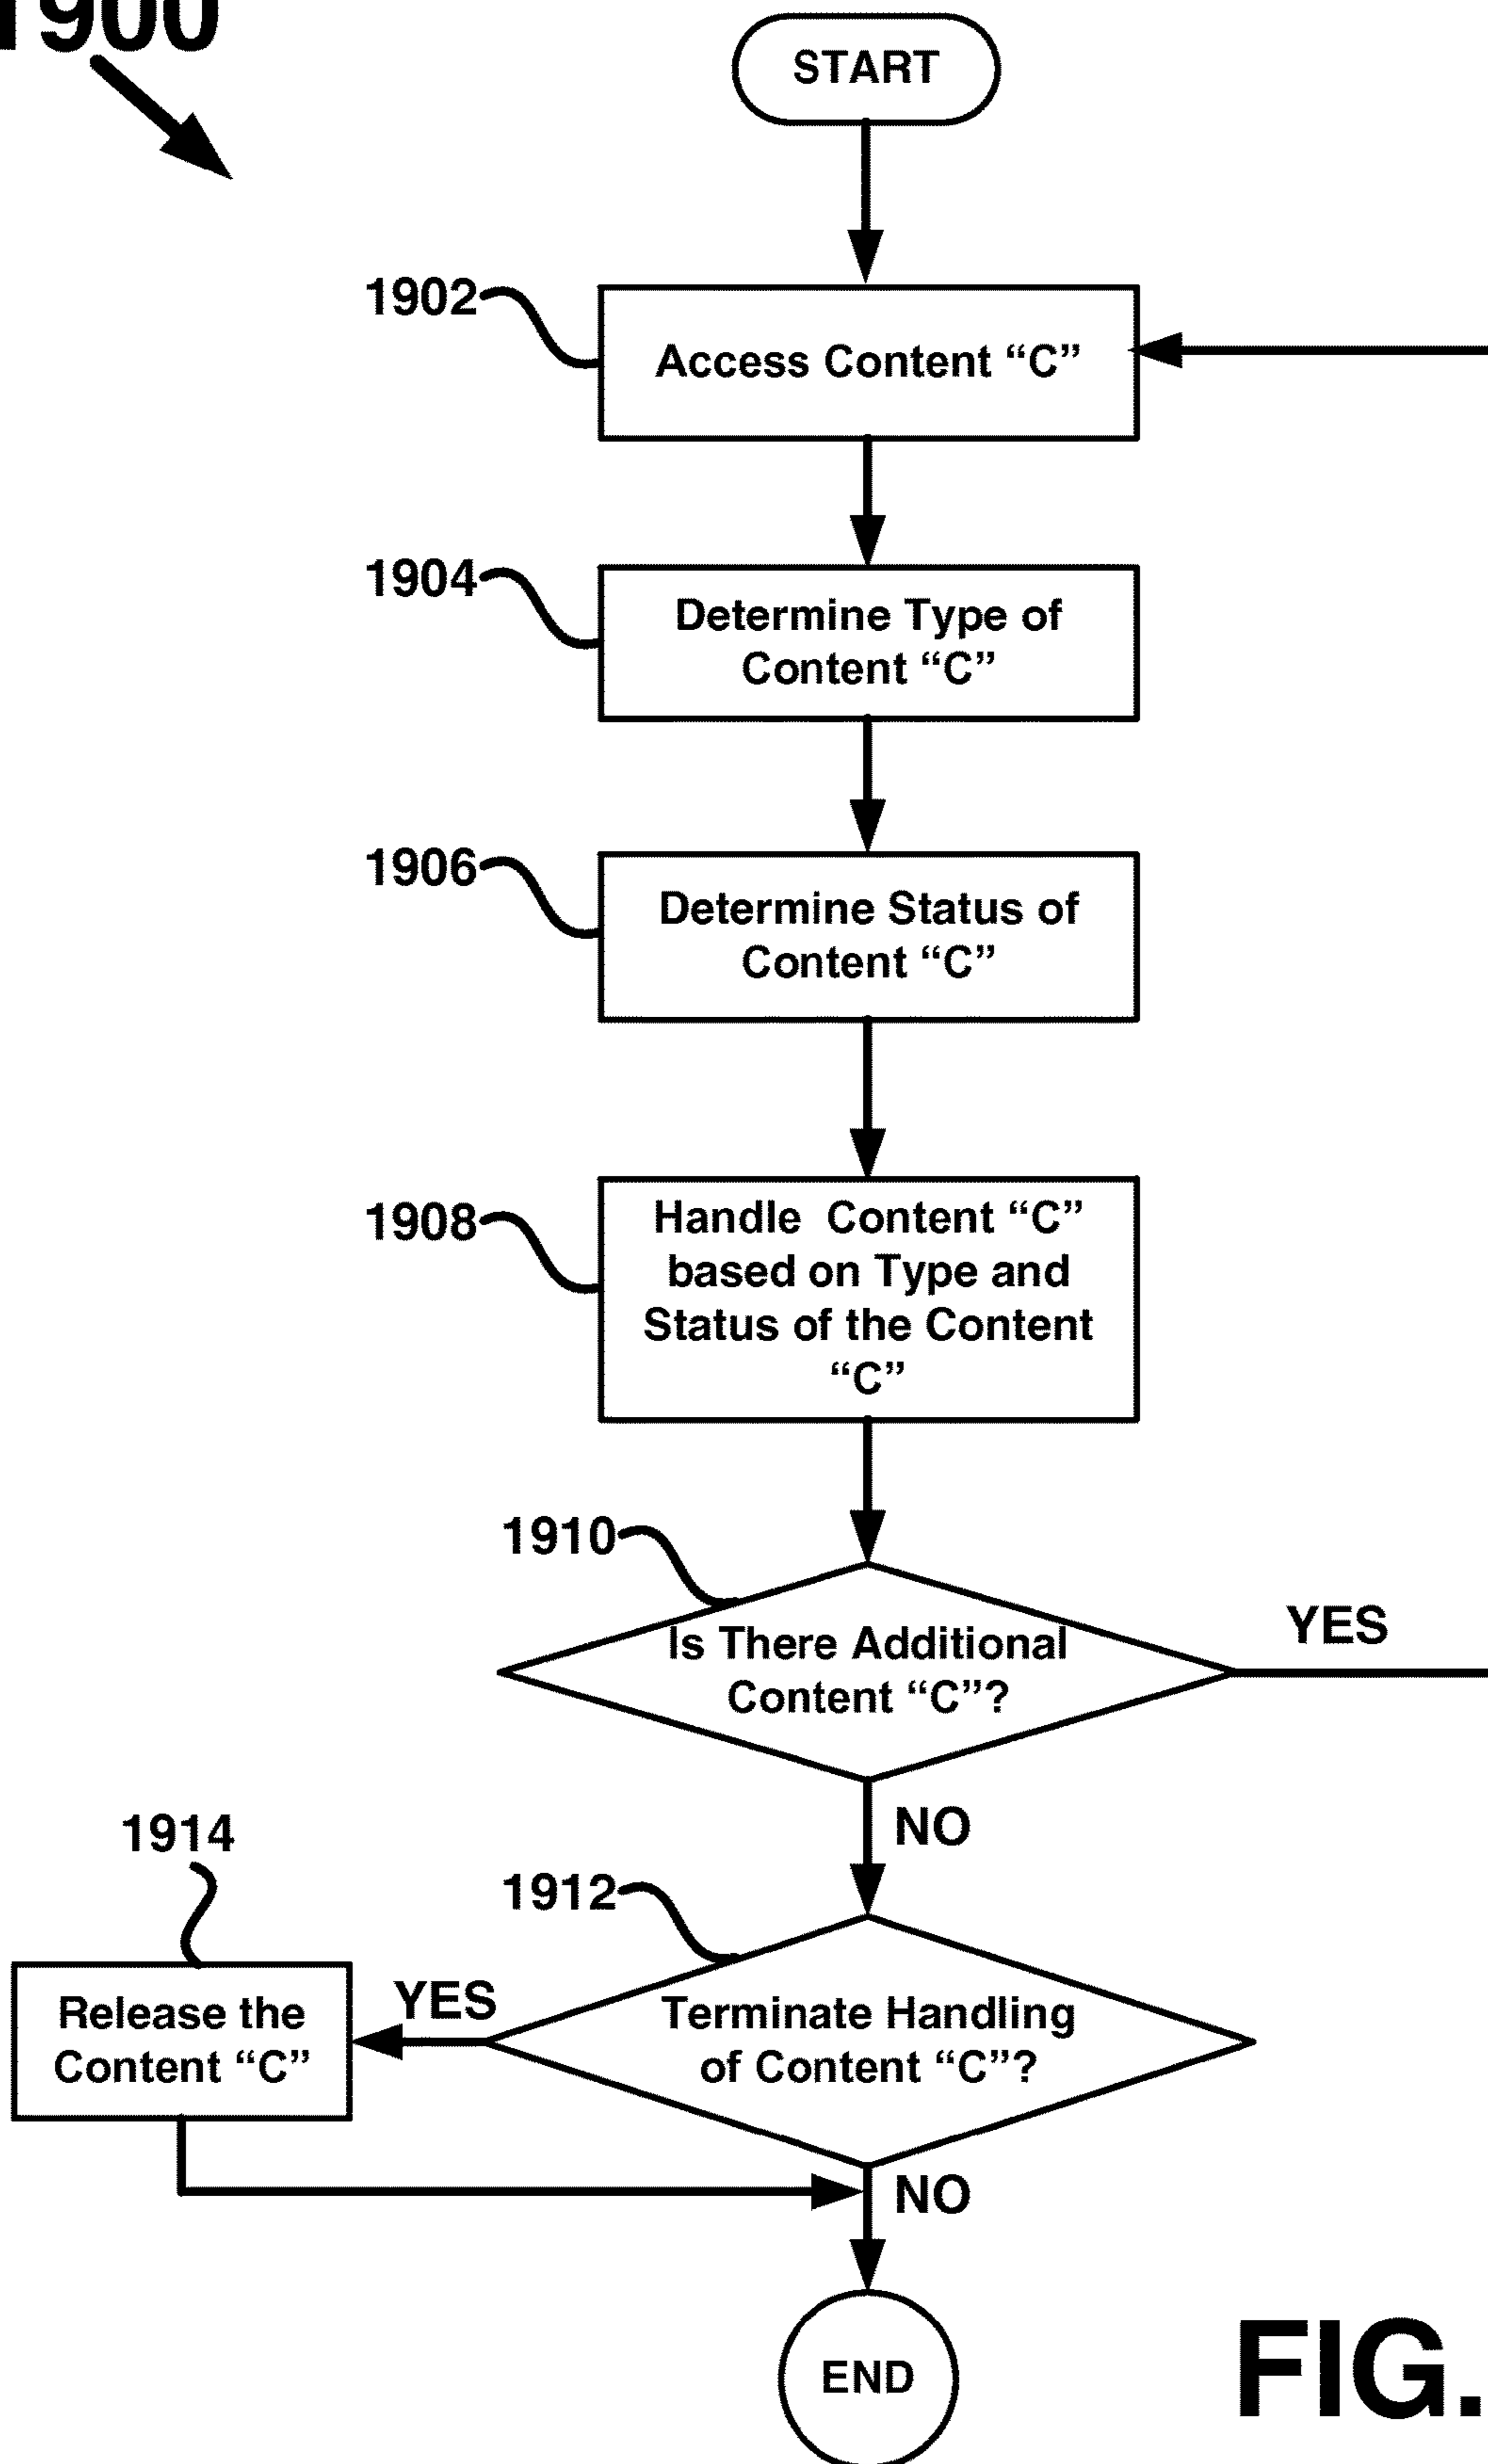 1900
START
1902
Access Content “C”
1904
Determine Type of
Content “C”
1906
Determine Status of
Content “C”
1908
Handle Content “C”
based on Type and
Status of the Content
“C”
1910
Is There Additional
Content “C”?
YES
NO
1914
1912
Release the
Content “C”
YES
Terminate Handling
of Content “C”?
NO
END
FIG.